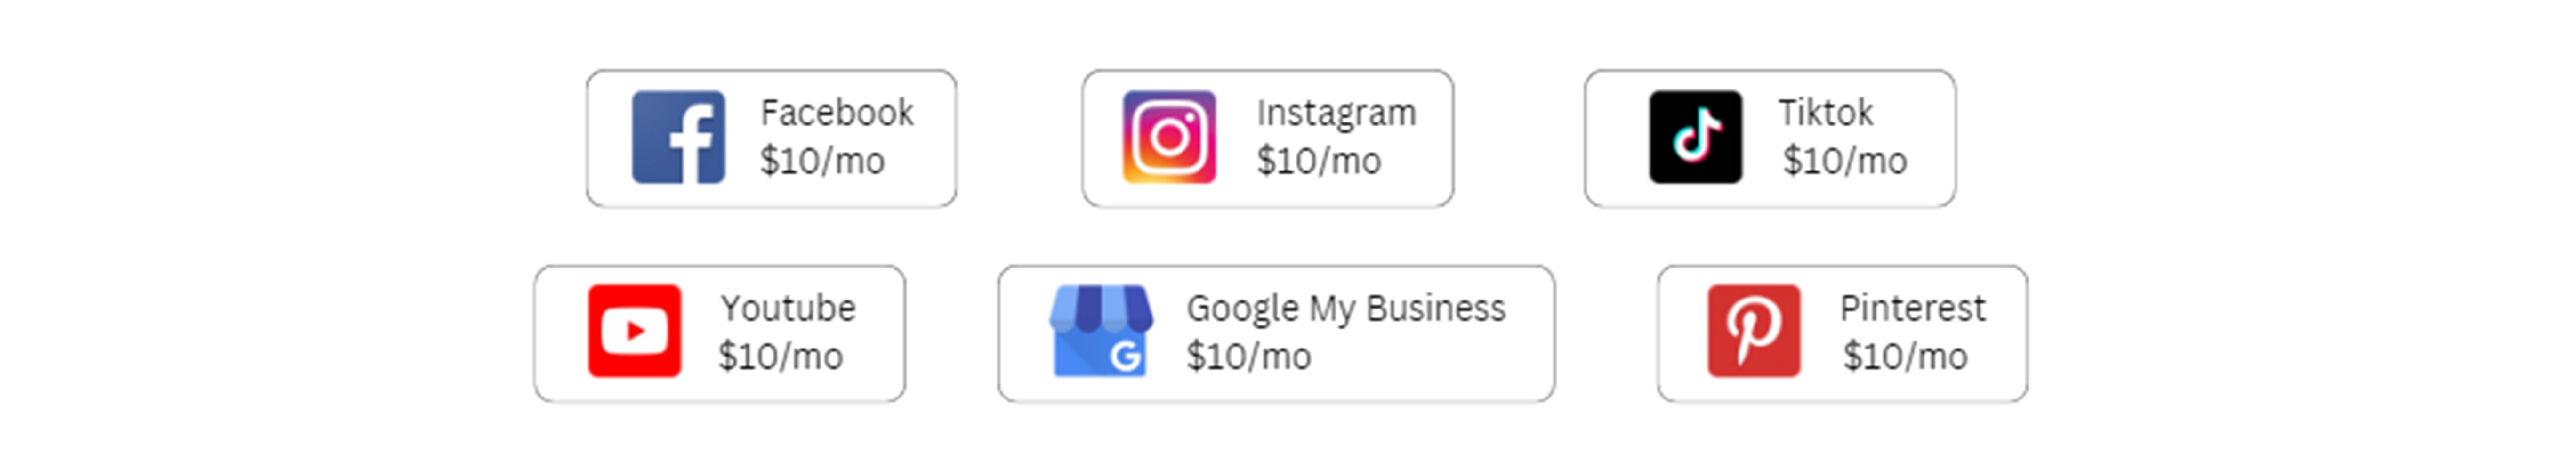 Facebook
$10/mo
Instagram
$10/mo
Tiktok
$10/mo
Youtube
$10/mo
Google My Business
$10/mo
Pinterest
$10/mo